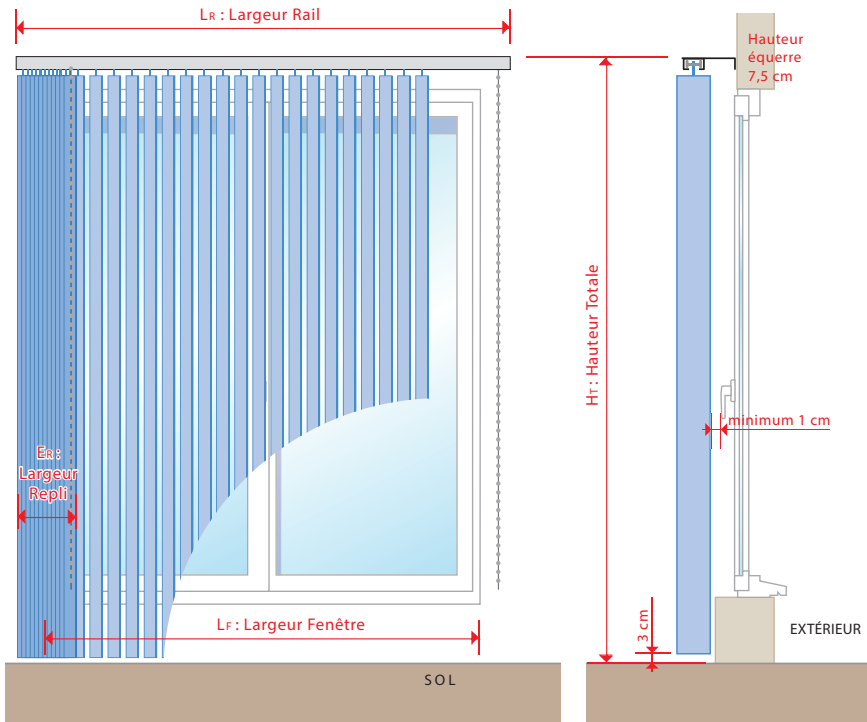 LR : Largeur Rail
Hauteur
équerre
7,5 cm
HT : Hauteur Totale
minimum 1 cm
ER :
Largeur
Repli
LF : Largeur Fenêtre
3 cm
EXTÉRIEUR
SOL